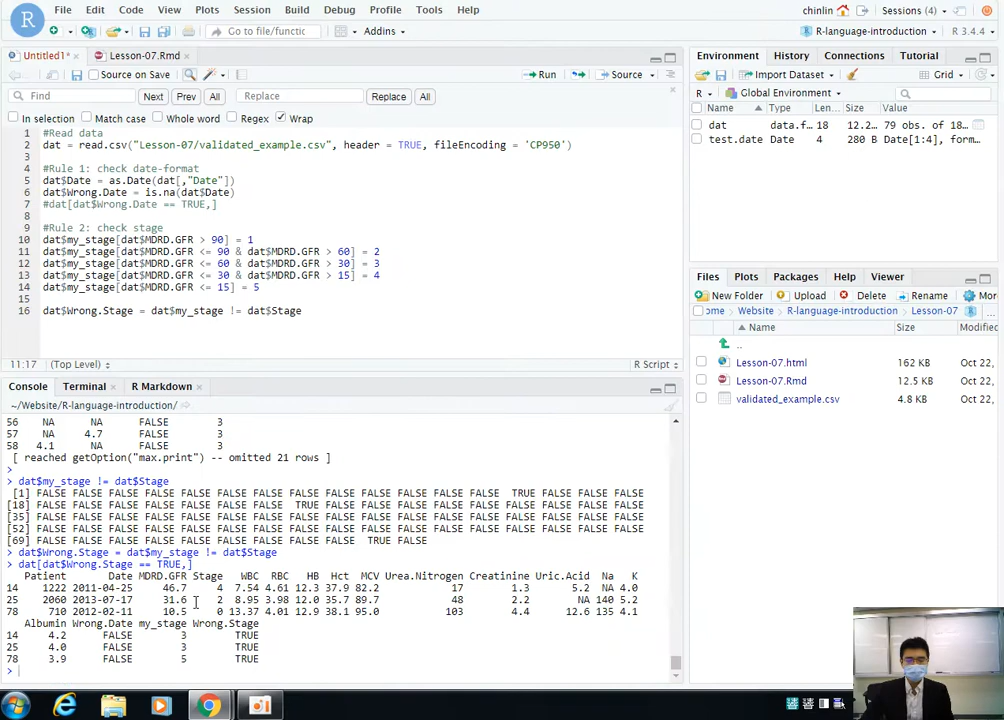 File Edit Code View Plots Session Build Debug Profile Tools Help
chinlin Sessions (4)
R
Go to file/functic
Addins
R-language-introduction R 3.4.4
Untitled1* × Lesson-07.Rmd ×
Source on Save Run Source
Find Next Prev All Replace Replace All
In selection Match case Whole word Regex Wrap
1 #Read data
2 dat = read.csv("Lesson-07/validated_example.csv", header = TRUE, fileEncoding = 'CP950')
3
4 #Rule 1: check date-format
5 dat$Date = as.Date(dat[,"Date"])
6 dat$Wrong.Date = is.na(dat$Date)
7 #dat[dat$Wrong.Date == TRUE,]
8
9 #Rule 2: check stage
10 dat$my_stage[dat$MDRD.GFR > 90] = 1
11 dat$my_stage[dat$MDRD.GFR <= 90 & dat$MDRD.GFR > 60] = 2
12 dat$my_stage[dat$MDRD.GFR <= 60 & dat$MDRD.GFR > 30] = 3
13 dat$my_stage[dat$MDRD.GFR <= 30 & dat$MDRD.GFR > 15] = 4
14 dat$my_stage[dat$MDRD.GFR <= 15] = 5
15
16 dat$Wrong.Stage = dat$my_stage != dat$Stage
11:17 (Top Level) R Script
Console Terminal × R Markdown ×
~/Website/R-language-introduction/
56 NA NA FALSE 3
57 NA 4.7 FALSE 3
58 4.1 NA FALSE 3
[ reached getOption("max.print") -- omitted 21 rows ]
>
> dat$my_stage != dat$Stage
[1] FALSE FALSE FALSE FALSE FALSE FALSE FALSE FALSE FALSE FALSE FALSE FALSE FALSE TRUE FALSE FALSE FALSE
[18] FALSE FALSE FALSE FALSE FALSE FALSE FALSE TRUE FALSE FALSE FALSE FALSE FALSE FALSE FALSE FALSE FALSE
[35] FALSE FALSE FALSE FALSE FALSE FALSE FALSE FALSE FALSE FALSE FALSE FALSE FALSE FALSE FALSE FALSE FALSE
[52] FALSE FALSE FALSE FALSE FALSE FALSE FALSE FALSE FALSE FALSE FALSE FALSE FALSE FALSE FALSE FALSE FALSE
[69] FALSE FALSE FALSE FALSE FALSE FALSE FALSE FALSE FALSE TRUE FALSE
> dat$Wrong.Stage = dat$my_stage != dat$Stage
> dat[dat$Wrong.Stage == TRUE,]
Patient Date MDRD.GFR Stage WBC RBC HB Hct MCV Urea.Nitrogen Creatinine Uric.Acid Na K
14 1222 2011-04-25 46.7 4 7.54 4.61 12.3 37.9 82.2 17 1.3 5.2 NA 4.0
25 2060 2013-07-17 31.6 2 8.95 3.98 12.0 35.7 89.7 48 2.2 NA 140 5.2
78 710 2012-02-11 10.5 0 13.37 4.01 12.9 38.1 95.0 103 4.4 12.6 135 4.1
Albumin Wrong.Date my_stage Wrong.Stage
14 4.2 FALSE 3 TRUE
25 4.0 FALSE 3 TRUE
78 3.9 FALSE 5 TRUE
>
Environment History Connections Tutorial
Import Dataset Grid
R Global Environment
Name Type Len... Size Value
dat data.f... 18 12.2... 79 obs. of 18...
test.date Date 4 280 B Date[1:4], form...
Files Plots Packages Help Viewer
New Folder Upload Delete Rename Mor
ome Website R-language-introduction Lesson-07 R ...
Name Size Modifiec
..
Lesson-07.html 162 KB Oct 22,
Lesson-07.Rmd 12.5 KB Oct 22,
validated_example.csv 4.8 KB Oct 22,